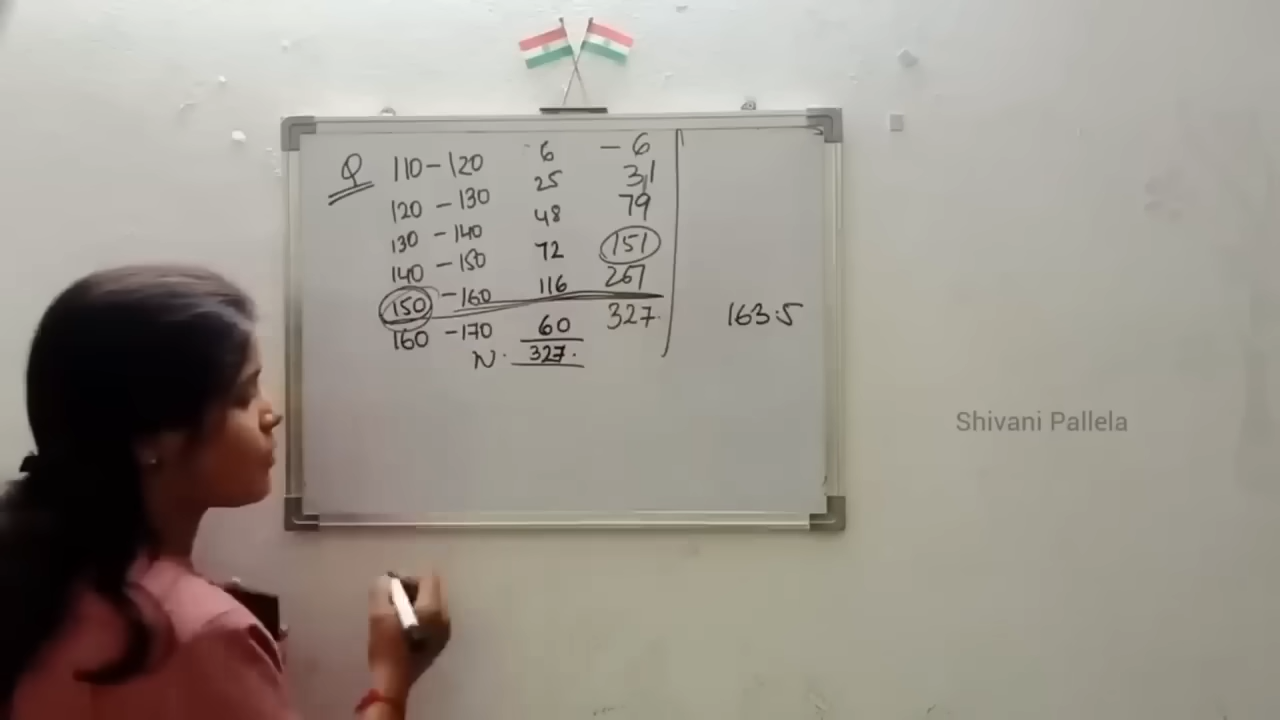 Q 110 - 120 6 - 6
120 - 130 25 31
130 - 140 48 79
140 - 150 72 151
150 - 160 116 267
160 - 170 60 327.
N. 327.
163.5
Shivani Pallela